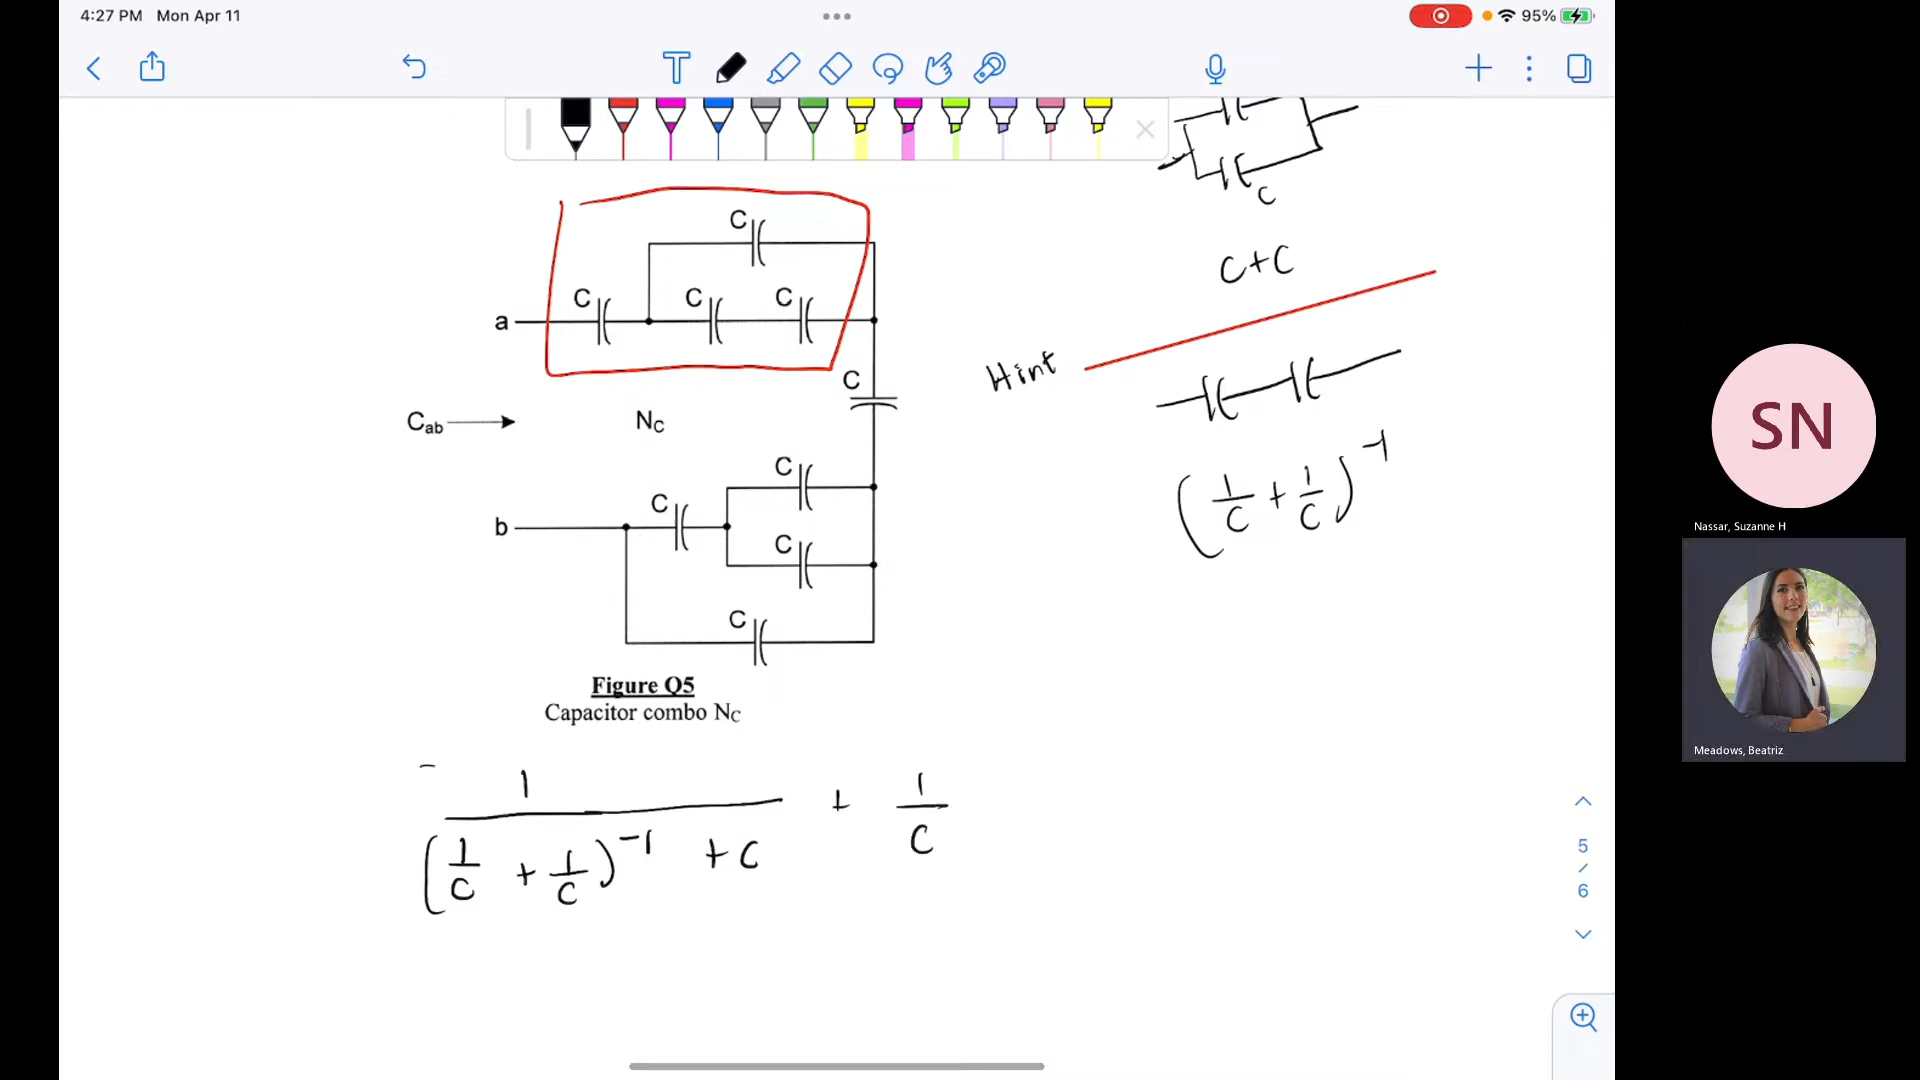 4:27 PM Mon Apr 11
95%
T
C
C+C
Hint
(1/C + 1/C)⁻¹
C
C C C
a
C
Cab
NC
C
C
b
C
C
Figure Q5
Capacitor combo NC
1/((1/C + 1/C)⁻¹ + C) + 1/C
5
/
6
SN
Nassar, Suzanne H
Meadows, Beatriz